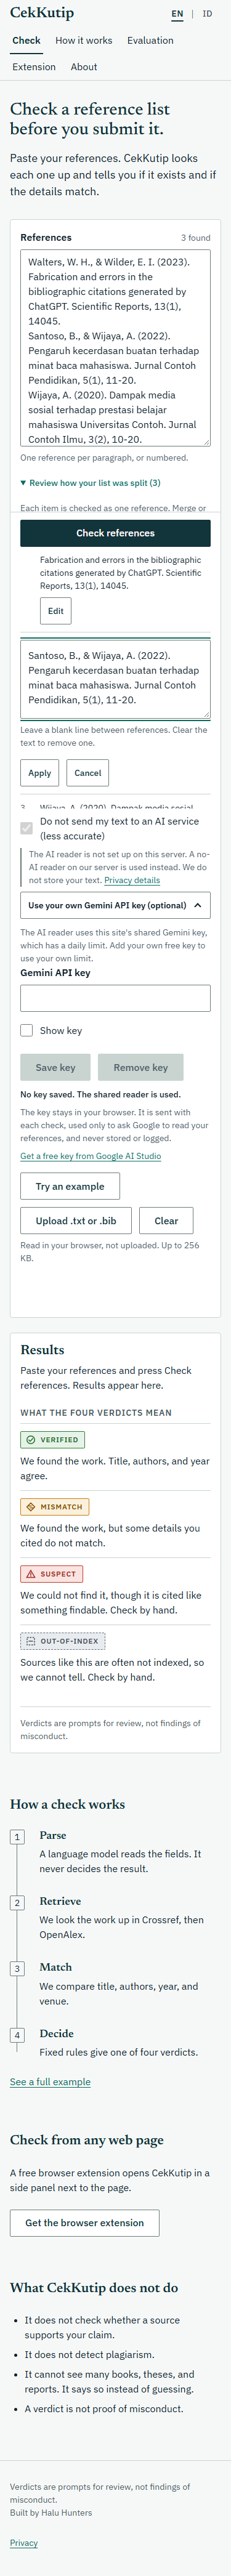 CekKutip
EN | ID
Check How it works Evaluation
Extension About
Check a reference list
before you submit it.
Paste your references. CekKutip looks
each one up and tells you if it exists and if
the details match.
References 3 found
Walters, W. H., & Wilder, E. I. (2023).
Fabrication and errors in the
bibliographic citations generated by
ChatGPT. Scientific Reports, 13(1),
14045.
Santoso, B., & Wijaya, A. (2022).
Pengaruh kecerdasan buatan terhadap
minat baca mahasiswa. Jurnal Contoh
Pendidikan, 5(1), 11-20.
Wijaya, A. (2020). Dampak media
sosial terhadap prestasi belajar
mahasiswa Universitas Contoh. Jurnal
Contoh Ilmu, 3(2), 10-20.
One reference per paragraph, or numbered.
Review how your list was split (3)
Each item is checked as one reference. Merge or
Check references
Fabrication and errors in the bibliographic
citations generated by ChatGPT. Scientific
Reports, 13(1), 14045.
Edit
Santoso, B., & Wijaya, A. (2022).
Pengaruh kecerdasan buatan terhadap
minat baca mahasiswa. Jurnal Contoh
Pendidikan, 5(1), 11-20.
Leave a blank line between references. Clear the
text to remove one.
Apply Cancel
3 Wijaya, A. (2020). Dampak media sosial
Do not send my text to an AI service
(less accurate)
The AI reader is not set up on this server. A no-
AI reader on our server is used instead. We do
not store your text. Privacy details
Use your own Gemini API key (optional)
The AI reader uses this site's shared Gemini key,
which has a daily limit. Add your own free key to
use your own limit.
Gemini API key
Show key
Save key Remove key
No key saved. The shared reader is used.
The key stays in your browser. It is sent with
each check, used only to ask Google to read your
references, and never stored or logged.
Get a free key from Google AI Studio
Try an example
Upload .txt or .bib Clear
Read in your browser, not uploaded. Up to 256
KB.
Results
Paste your references and press Check
references. Results appear here.
WHAT THE FOUR VERDICTS MEAN
VERIFIED
We found the work. Title, authors, and year
agree.
MISMATCH
We found the work, but some details you
cited do not match.
SUSPECT
We could not find it, though it is cited like
something findable. Check by hand.
OUT-OF-INDEX
Sources like this are often not indexed, so
we cannot tell. Check by hand.
Verdicts are prompts for review, not findings of
misconduct.
How a check works
1 Parse
A language model reads the fields. It
never decides the result.
2 Retrieve
We look the work up in Crossref, then
OpenAlex.
3 Match
We compare title, authors, year, and
venue.
4 Decide
Fixed rules give one of four verdicts.
See a full example
Check from any web page
A free browser extension opens CekKutip in a
side panel next to the page.
Get the browser extension
What CekKutip does not do
• It does not check whether a source
supports your claim.
• It does not detect plagiarism.
• It cannot see many books, theses, and
reports. It says so instead of guessing.
• A verdict is not proof of misconduct.
Verdicts are prompts for review, not findings of
misconduct.
Built by Halu Hunters
Privacy